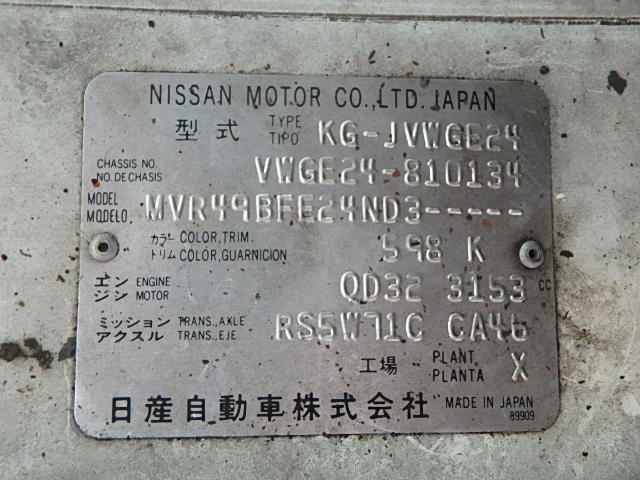 NISSAN MOTOR CO.,LTD. JAPAN
型式 TYPE TIPO KG-JVWGE24
CHASSIS NO. NO. DE CHASIS VWGE24-810134
MODEL MODELO. MVR49BFE24ND3-----
カラー COLOR,TRIM.
トリム COLOR,GUARNICION 598 K
エンジン ENGINE MOTOR QD32 3153 CC
ミッション TRANS.,AXLE
アクスル TRANS.,EJE RS5W71C CA46
工場 PLANT PLANTA X
日産自動車株式会社 MADE IN JAPAN
89909